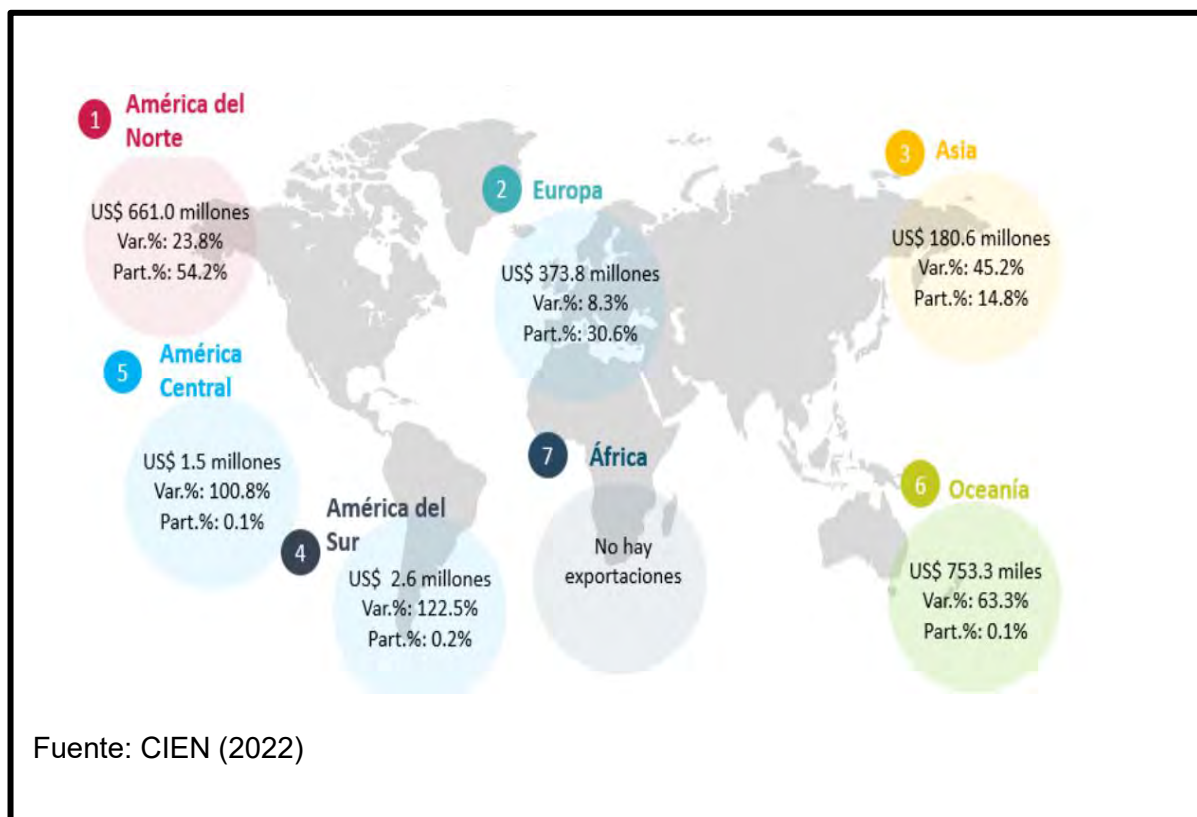 1
América del
Norte
US$ 661.0 millones
Var.%: 23.8%
Part.%: 54.2%
2
Europa
US$ 373.8 millones
Var.%: 8.3%
Part.%: 30.6%
3
Asia
US$ 180.6 millones
Var.%: 45.2%
Part.%: 14.8%
5
América
Central
US$ 1.5 millones
Var.%: 100.8%
Part.%: 0.1%
4
América del
Sur
US$ 2.6 millones
Var.%: 122.5%
Part.%: 0.2%
7
África
No hay
exportaciones
6
Oceanía
US$ 753.3 miles
Var.%: 63.3%
Part.%: 0.1%
Fuente: CIEN (2022)